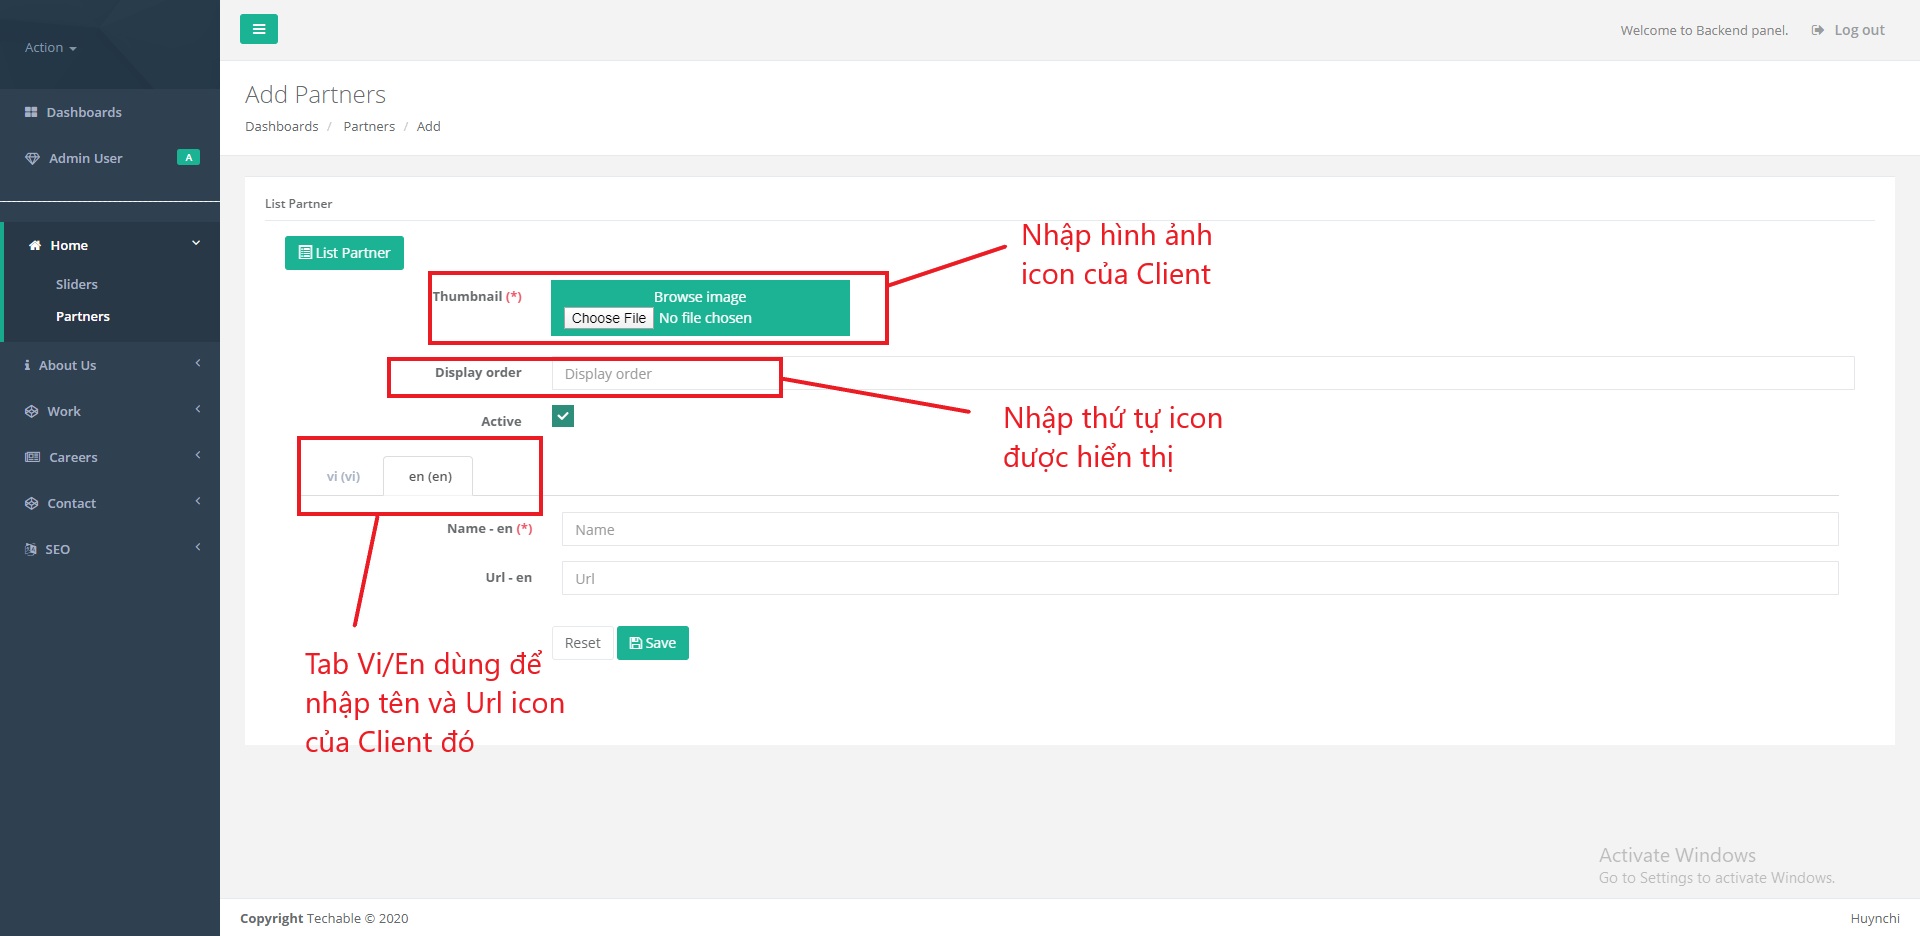 Action
Welcome to Backend panel. Log out
Dashboards
Admin User A
Home
Sliders
Partners
About Us
Work
Careers
Contact
SEO
Add Partners
Dashboards / Partners / Add
List Partner
List Partner
Thumbnail (*)
Browse image
Choose File No file chosen
Nhập hình ảnh
icon của Client
Display order
Display order
Nhập thứ tự icon
được hiển thị
Active
vi (vi)
en (en)
Name - en (*)
Name
Url - en
Url
Reset
Save
Tab Vi/En dùng để
nhập tên và Url icon
của Client đó
Activate Windows
Go to Settings to activate Windows.
Copyright Techable © 2020
Huynchi